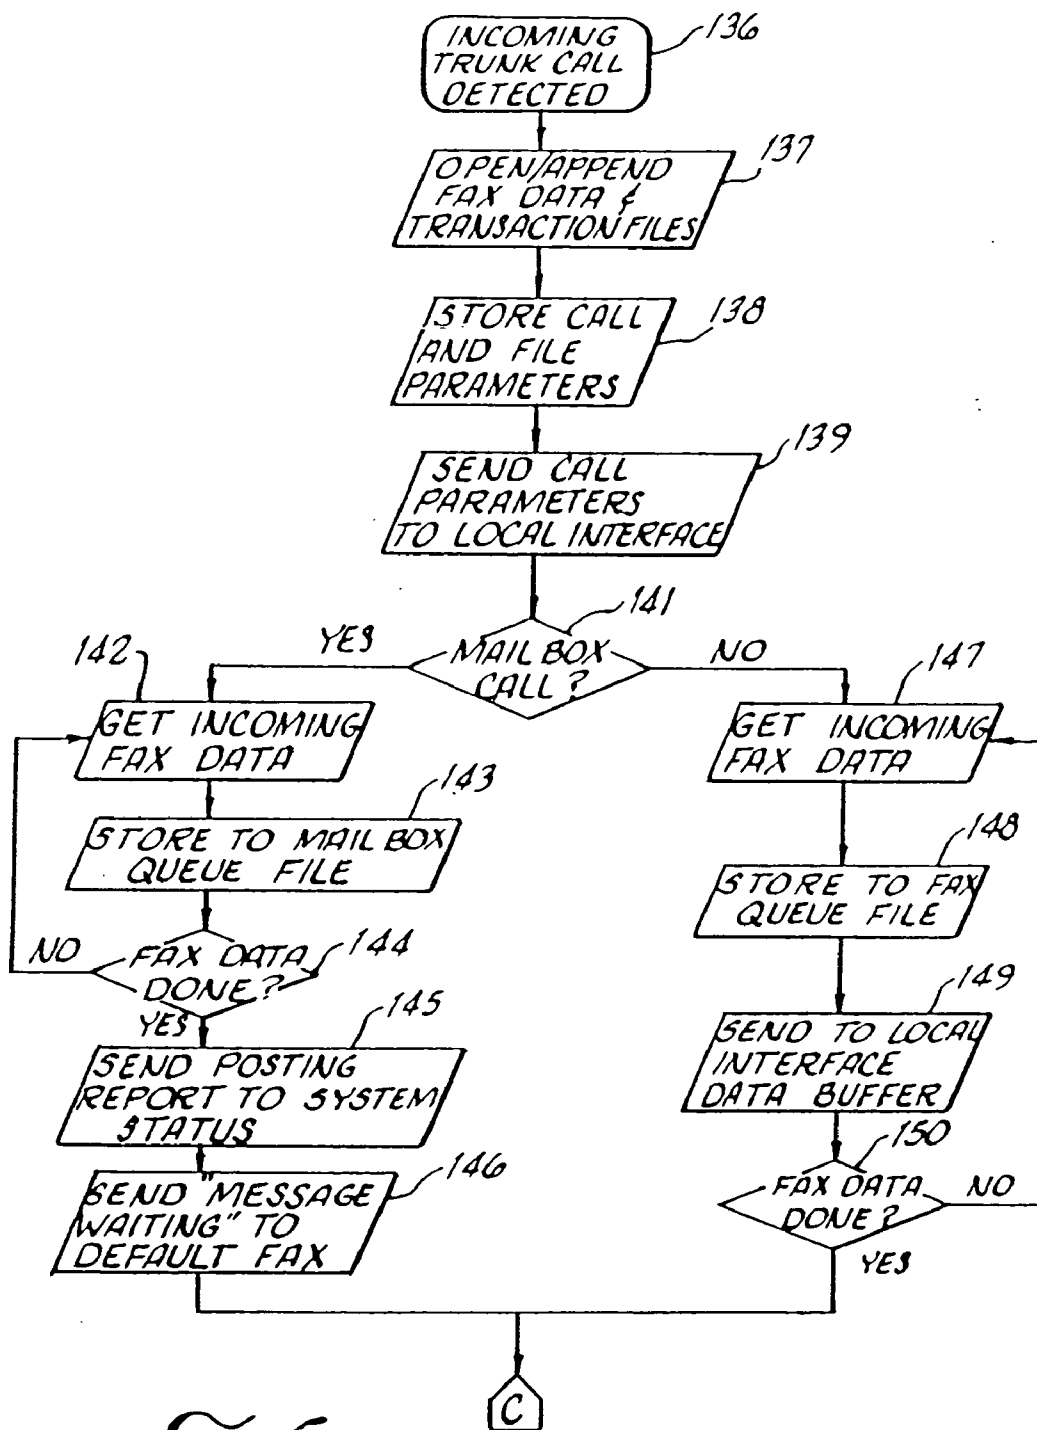 INCOMING
TRUNK CALL
DETECTED
136
OPEN/APPEND
FAX DATA &
TRANSACTION FILES
137
STORE CALL
AND FILE
PARAMETERS
138
SEND CALL
PARAMETERS
TO LOCAL INTERFACE
139
MAIL BOX
CALL?
141
YES
NO
142
GET INCOMING
FAX DATA
STORE TO MAIL BOX
QUEUE FILE
143
FAX DATA
DONE?
144
NO
YES
SEND POSTING
REPORT TO SYSTEM
STATUS
145
SEND "MESSAGE
WAITING" TO
DEFAULT FAX
146
147
GET INCOMING
FAX DATA
148
STORE TO FAX
QUEUE FILE
149
SEND TO LOCAL
INTERFACE
DATA BUFFER
150
FAX DATA
DONE?
NO
YES
C